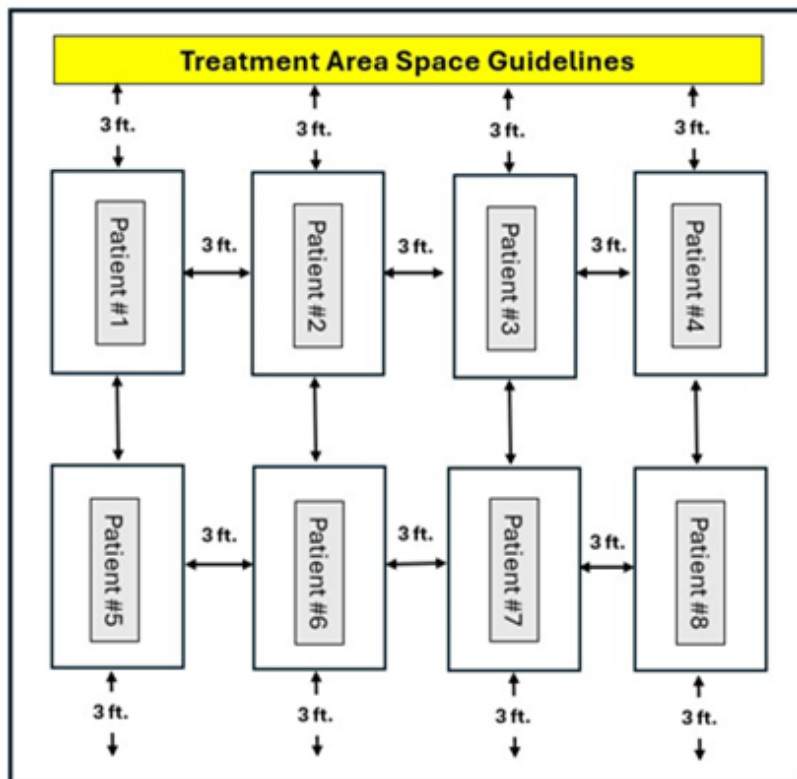 Treatment Area Space Guidelines
3 ft.
3 ft.
3 ft.
3 ft.
Patient #1
3 ft.
Patient #2
3 ft.
Patient #3
3 ft.
Patient #4
Patient #5
3 ft.
Patient #6
3 ft.
Patient #7
3 ft.
Patient #8
3 ft.
3 ft.
3 ft.
3 ft.